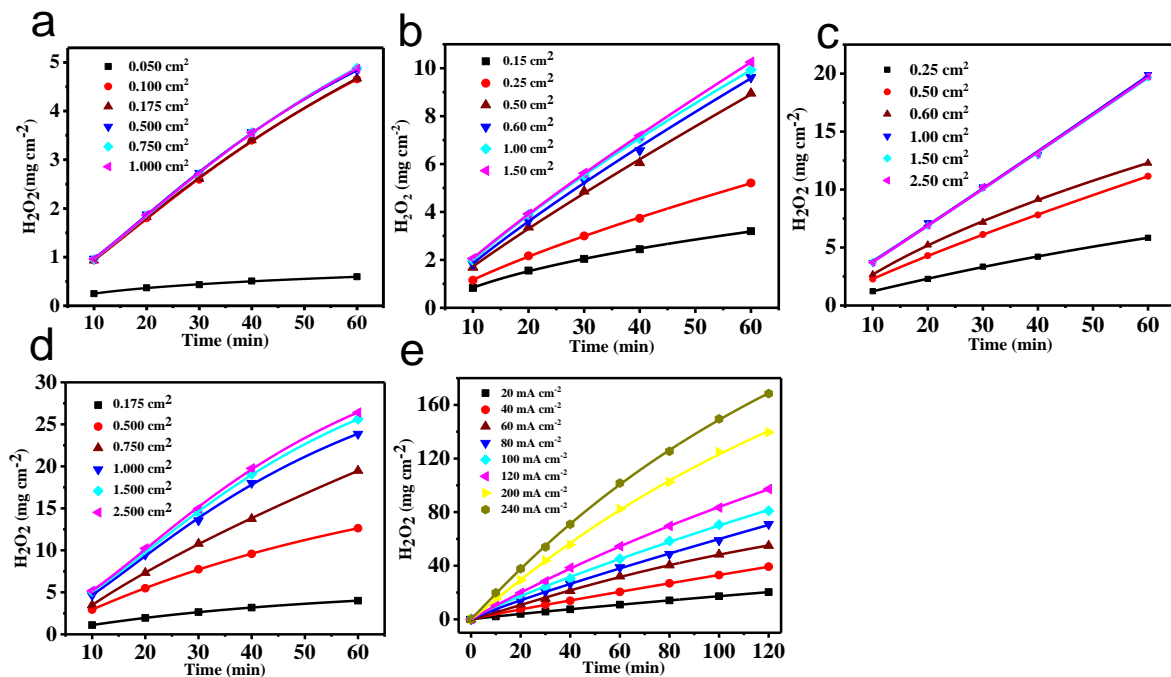 a
5
4
3
2
1
0
H₂O₂(mg cm⁻²)
0.050 cm²
0.100 cm²
0.175 cm²
0.500 cm²
0.750 cm²
1.000 cm²
10 20 30 40 50 60
Time (min)
b
10
8
6
4
2
0
H₂O₂ (mg cm⁻²)
0.15 cm²
0.25 cm²
0.50 cm²
0.60 cm²
1.00 cm²
1.50 cm²
10 20 30 40 50 60
Time (min)
c
20
15
10
5
0
H₂O₂ (mg cm⁻²)
0.25 cm²
0.50 cm²
0.60 cm²
1.00 cm²
1.50 cm²
2.50 cm²
10 20 30 40 50 60
Time (min)
d
30
25
20
15
10
5
0
H₂O₂ (mg cm⁻²)
0.175 cm²
0.500 cm²
0.750 cm²
1.000 cm²
1.500 cm²
2.500 cm²
10 20 30 40 50 60
Time (min)
e
160
120
80
40
0
H₂O₂ (mg cm⁻²)
20 mA cm⁻²
40 mA cm⁻²
60 mA cm⁻²
80 mA cm⁻²
100 mA cm⁻²
120 mA cm⁻²
200 mA cm⁻²
240 mA cm⁻²
0 20 40 60 80 100 120
Time (min)